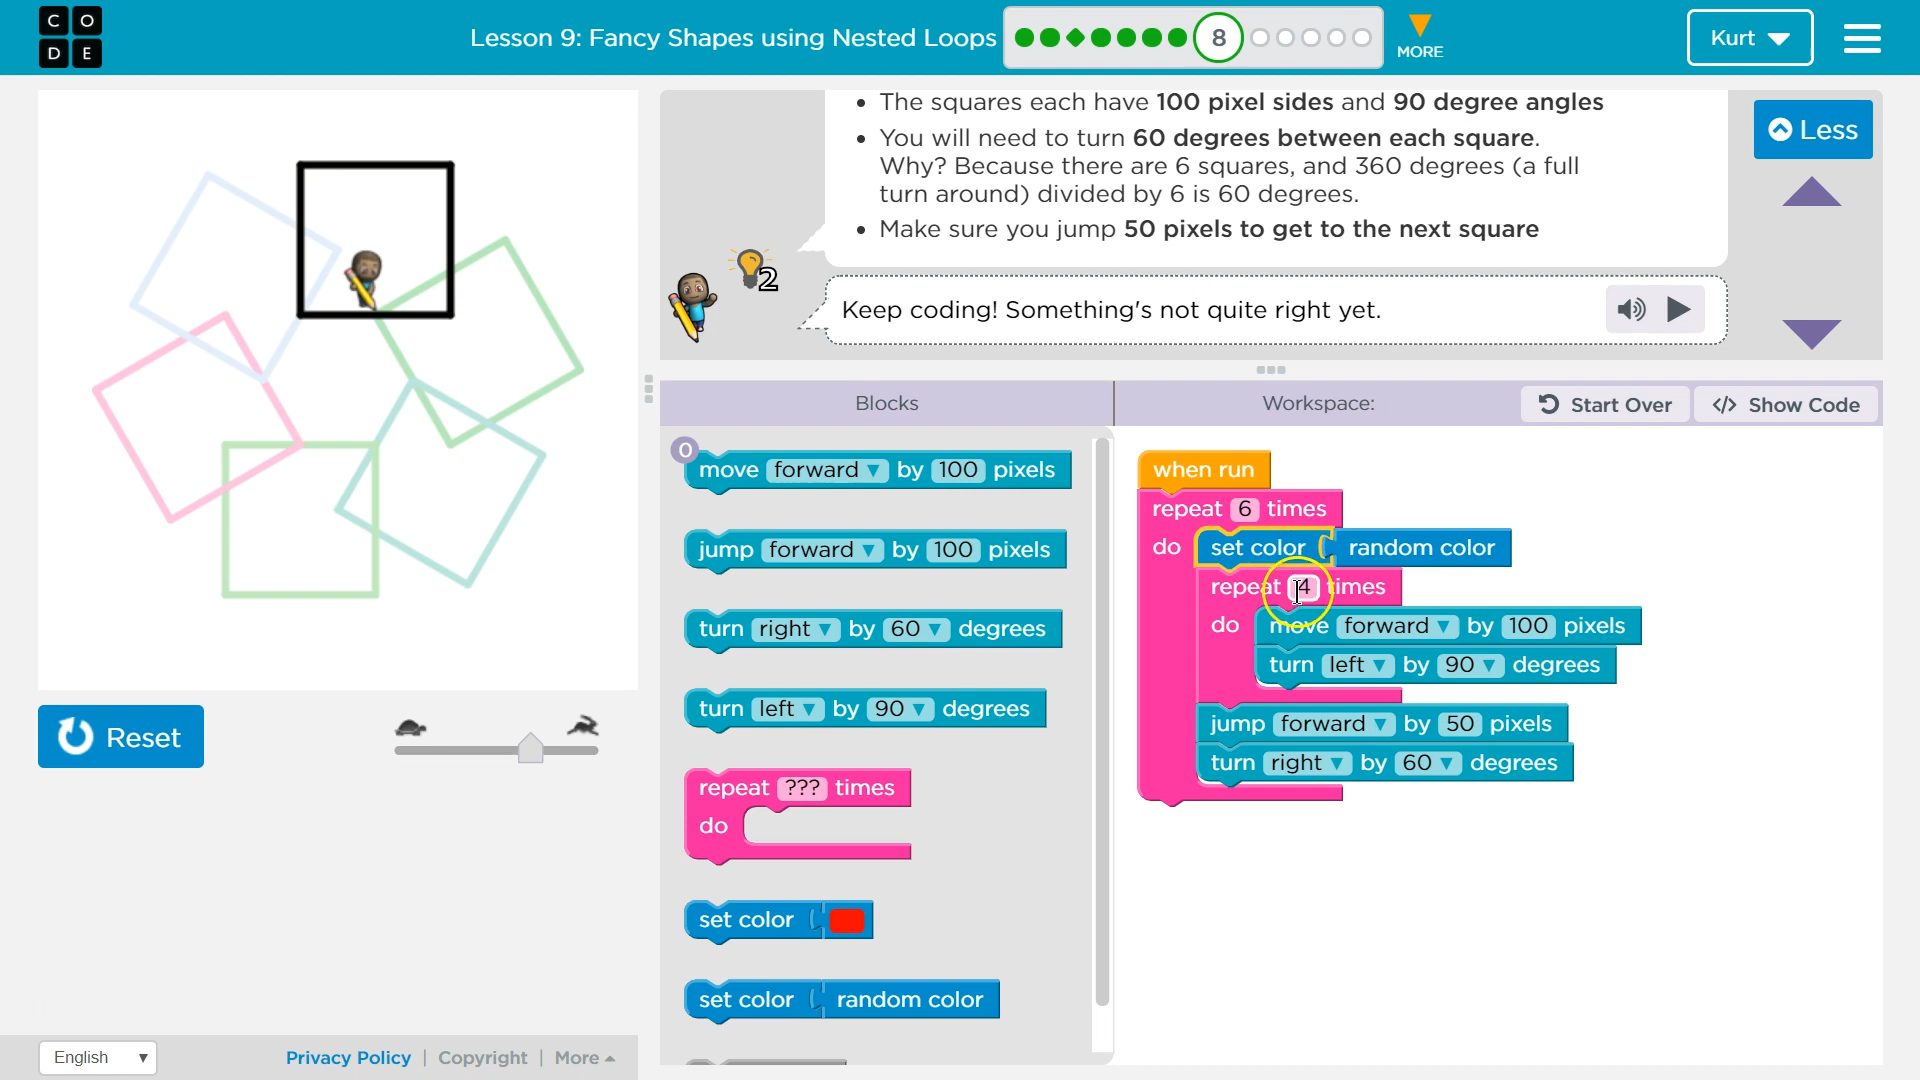 C O
D E
Lesson 9: Fancy Shapes using Nested Loops
8
MORE
Kurt
The squares each have 100 pixel sides and 90 degree angles
You will need to turn 60 degrees between each square.
Why? Because there are 6 squares, and 360 degrees (a full
turn around) divided by 6 is 60 degrees.
Make sure you jump 50 pixels to get to the next square
Less
2
Keep coding! Something's not quite right yet.
Blocks
Workspace:
Start Over
Show Code
0
move forward by 100 pixels
jump forward by 100 pixels
turn right by 60 degrees
turn left by 90 degrees
repeat ??? times
do
set color
set color random color
when run
repeat 6 times
do set color random color
repeat 4 times
do move forward by 100 pixels
turn left by 90 degrees
jump forward by 50 pixels
turn right by 60 degrees
Reset
English
Privacy Policy | Copyright | More